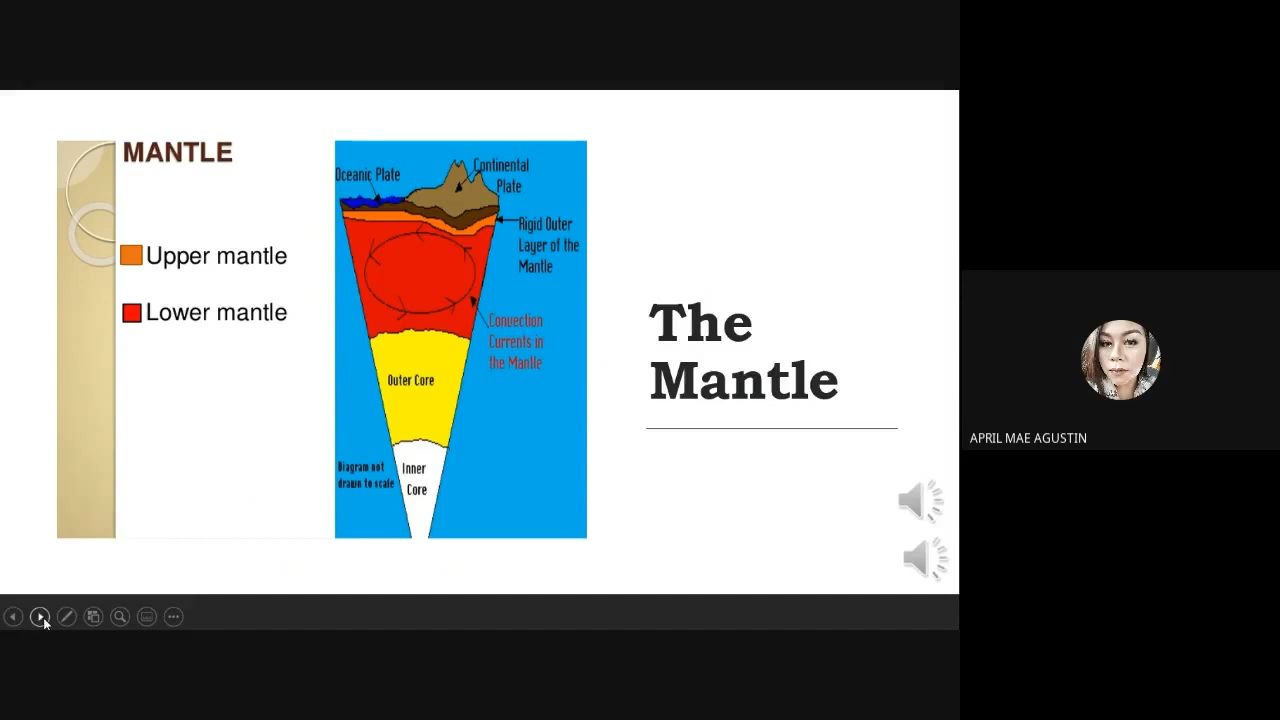 MANTLE
Upper mantle
Lower mantle
Oceanic Plate
Continental
Plate
Rigid Outer
Layer of the
Mantle
Convection
Currents in
the Mantle
Outer Core
Inner
Core
Diagram not
drawn to scale
The
Mantle
APRIL MAE AGUSTIN